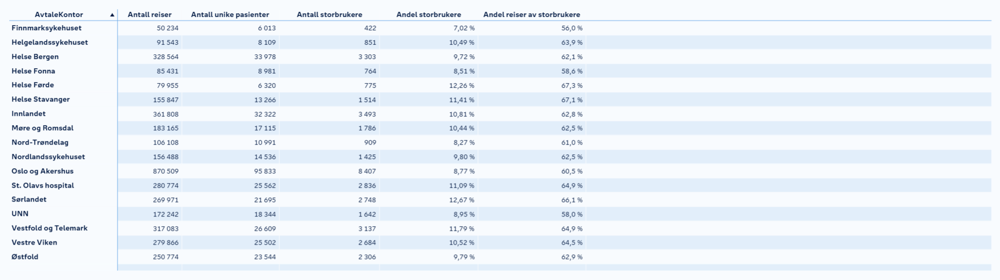 AvtaleKontor ▲ Antall reiser Antall unike pasienter Antall storbrukere Andel storbrukere Andel reiser av storbrukere
Finnmarksykehuset 50 234 6 013 422 7,02 % 56,0 %
Helgelandssykehuset 91 543 8 109 851 10,49 % 63,9 %
Helse Bergen 328 564 33 978 3 303 9,72 % 62,1 %
Helse Fonna 85 431 8 981 764 8,51 % 58,6 %
Helse Førde 79 955 6 320 775 12,26 % 67,3 %
Helse Stavanger 155 847 13 266 1 514 11,41 % 67,1 %
Innlandet 361 808 32 322 3 493 10,81 % 62,8 %
Møre og Romsdal 183 165 17 115 1 786 10,44 % 62,5 %
Nord-Trøndelag 106 108 10 991 909 8,27 % 61,0 %
Nordlandssykehuset 156 488 14 536 1 425 9,80 % 62,5 %
Oslo og Akershus 870 509 95 833 8 407 8,77 % 60,5 %
St. Olavs hospital 280 774 25 562 2 836 11,09 % 64,9 %
Sørlandet 269 971 21 695 2 748 12,67 % 66,1 %
UNN 172 242 18 344 1 642 8,95 % 58,0 %
Vestfold og Telemark 317 083 26 609 3 137 11,79 % 64,9 %
Vestre Viken 279 866 25 502 2 684 10,52 % 64,5 %
Østfold 250 774 23 544 2 306 9,79 % 62,9 %